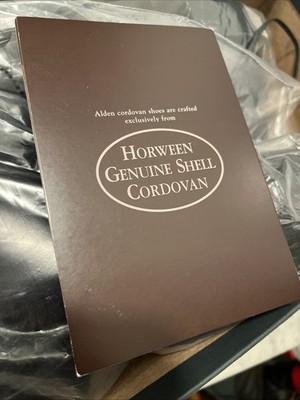 Alden cordovan shoes are crafted
exclusively from
HORWEEN
GENUINE SHELL
CORDOVAN